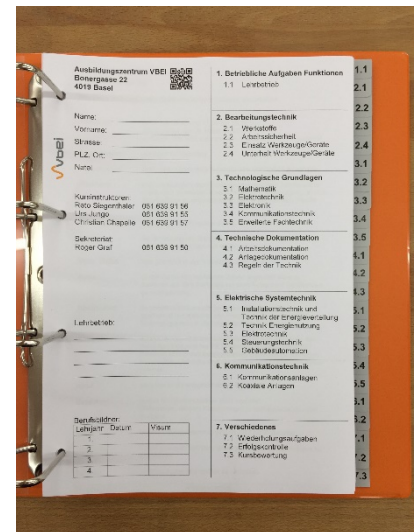 Ausbildungszentrum VBEI
Bonergasse 22
4019 Basel
vbei
Name:
Vorname:
Strasse:
PLZ, Ort:
Natel:
Kursinstruktoren:
Reto Siegenthaler 061 639 91 56
Urs Jungo 061 639 91 55
Christian Chapelle 061 639 91 57
Sekretariat:
Roger Graf 061 639 91 50
Lehrbetrieb:
Berufsbildner:
Lehrjahr Datum Visum
1
2
3
4
1. Betriebliche Aufgaben Funktionen
1.1 Lehrbetrieb
2. Bearbeitungstechnik
2.1 Werkstoffe
2.2 Arbeitssicherheit
2.3 Einsatz Werkzeuge/Geräte
2.4 Unterhalt Werkzeuge/Geräte
3. Technologische Grundlagen
3.1 Mathematik
3.2 Elektrotechnik
3.3 Elektronik
3.4 Kommunikationstechnik
3.5 Erweiterte Fachtechnik
4. Technische Dokumentation
4.1 Arbeitsdokumentation
4.2 Anlagedokumentation
4.3 Regeln der Technik
5. Elektrische Systemtechnik
5.1 Installationstechnik und
Technik der Energieverteilung
5.2 Technik Energienutzung
5.3 Elektrotechnik
5.4 Steuerungstechnik
5.5 Gebäudeautomation
6. Kommunikationstechnik
6.1 Kommunikationsanlagen
6.2 Koaxiale Anlagen
7. Verschiedenes
7.1 Wiederholungsaufgaben
7.2 Erfolgskontrolle
7.3 Kursbewertung
1.1
2.1
2.2
2.3
2.4
3.1
3.2
3.3
3.4
3.5
4.1
4.2
4.3
5.1
5.2
5.3
5.4
5.5
6.1
6.2
7.1
7.2
7.3